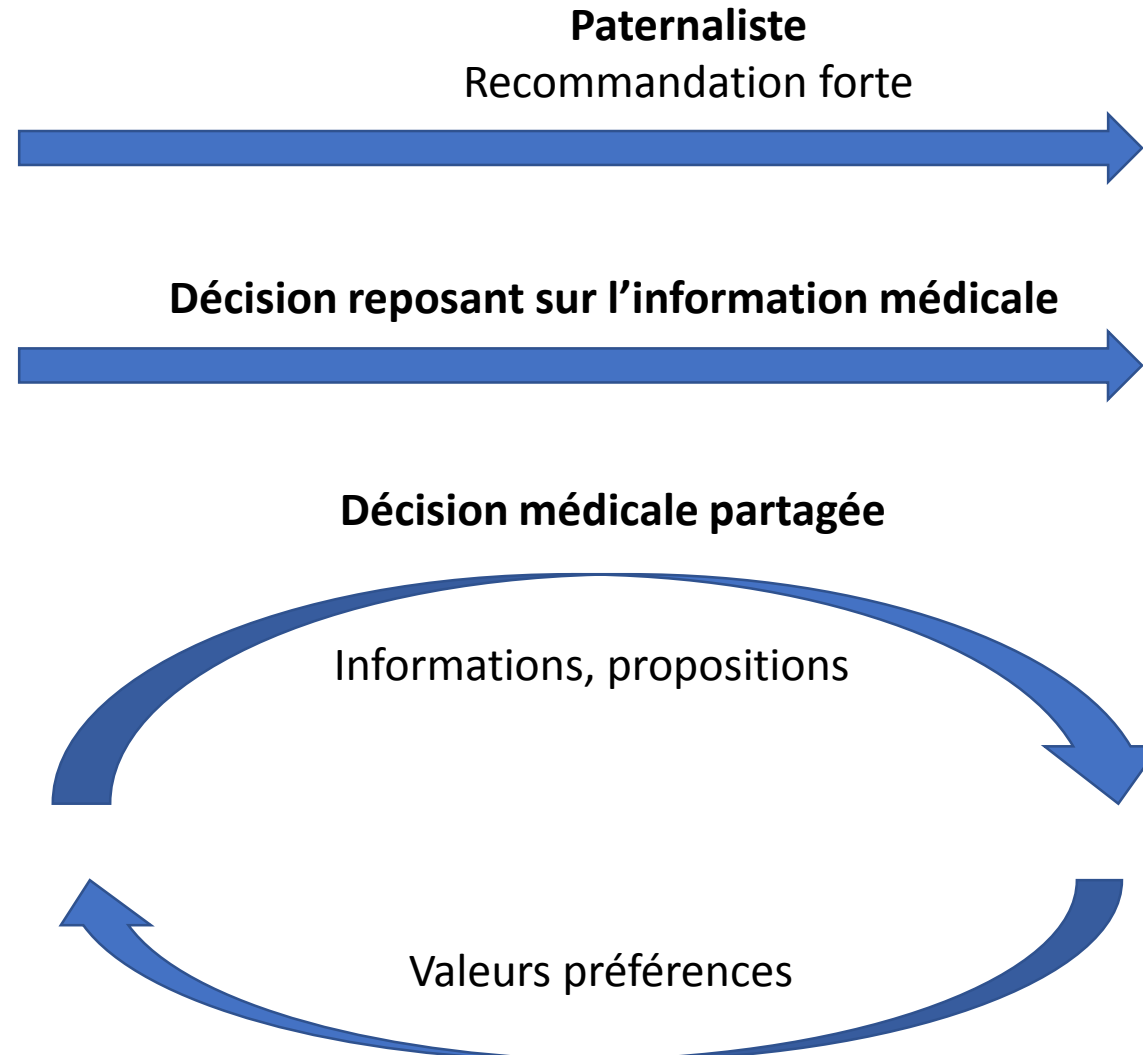 Paternaliste
Recommandation forte
Décision reposant sur l’information médicale
Décision médicale partagée
Informations, propositions
Valeurs préférences